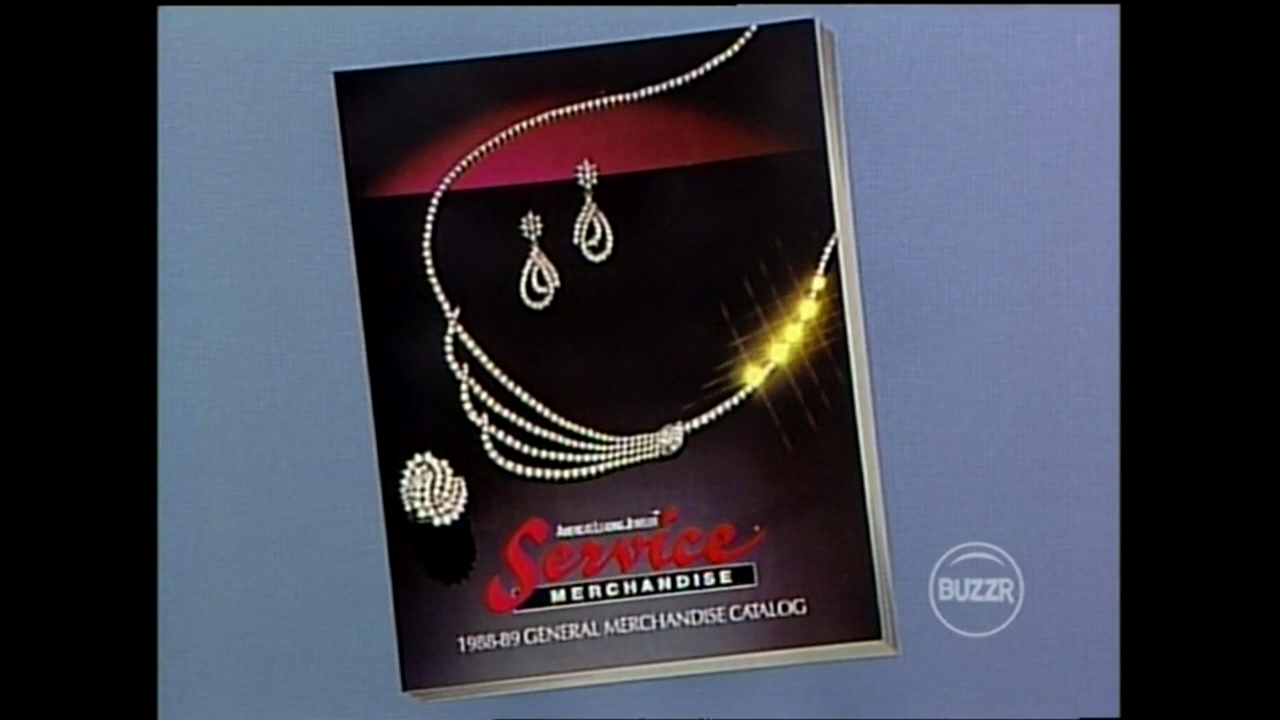 Service
MERCHANDISE
1988-89 GENERAL MERCHANDISE CATALOG
BUZZR